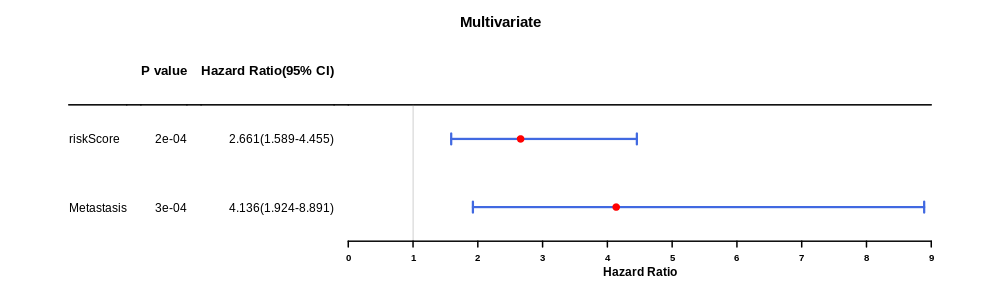 Multivariate
P value Hazard Ratio(95% CI)
riskScore 2e-04 2.661(1.589-4.455)
Metastasis 3e-04 4.136(1.924-8.891)
0 1 2 3 4 5 6 7 8 9
Hazard Ratio